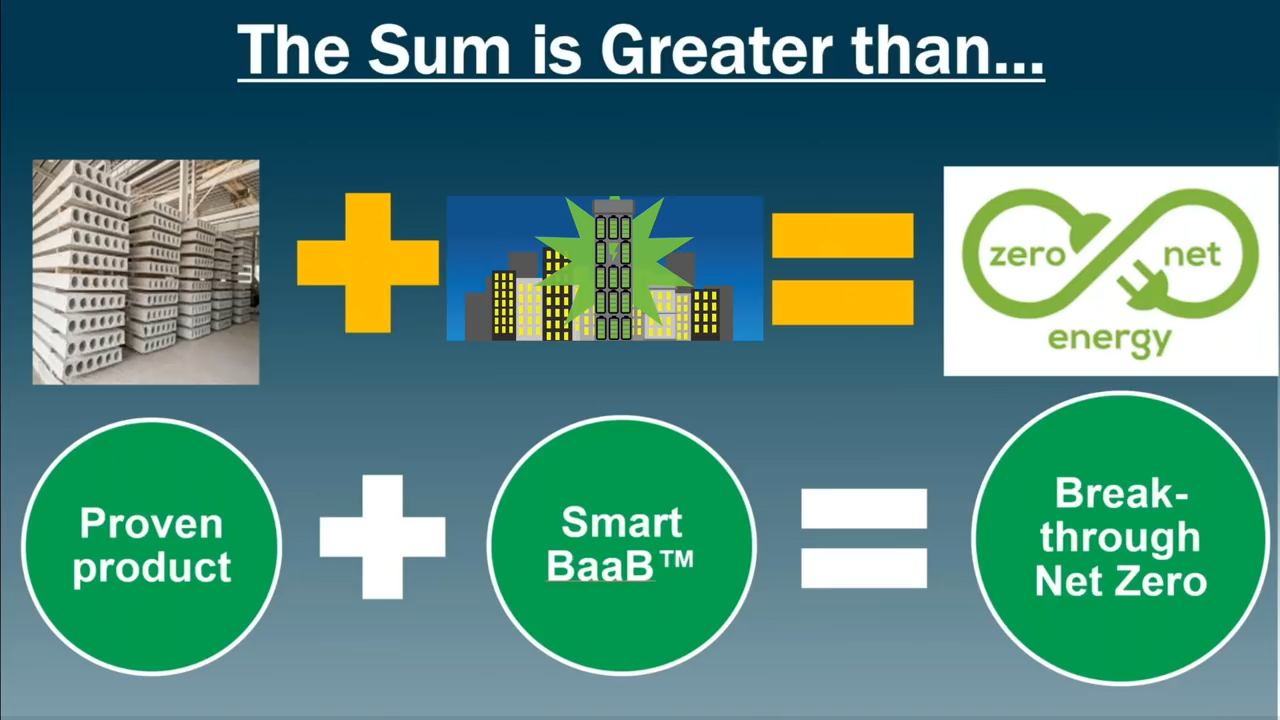 The Sum is Greater than...
zero net
energy
Proven
product
Smart
BaaB™
Break-
through
Net Zero